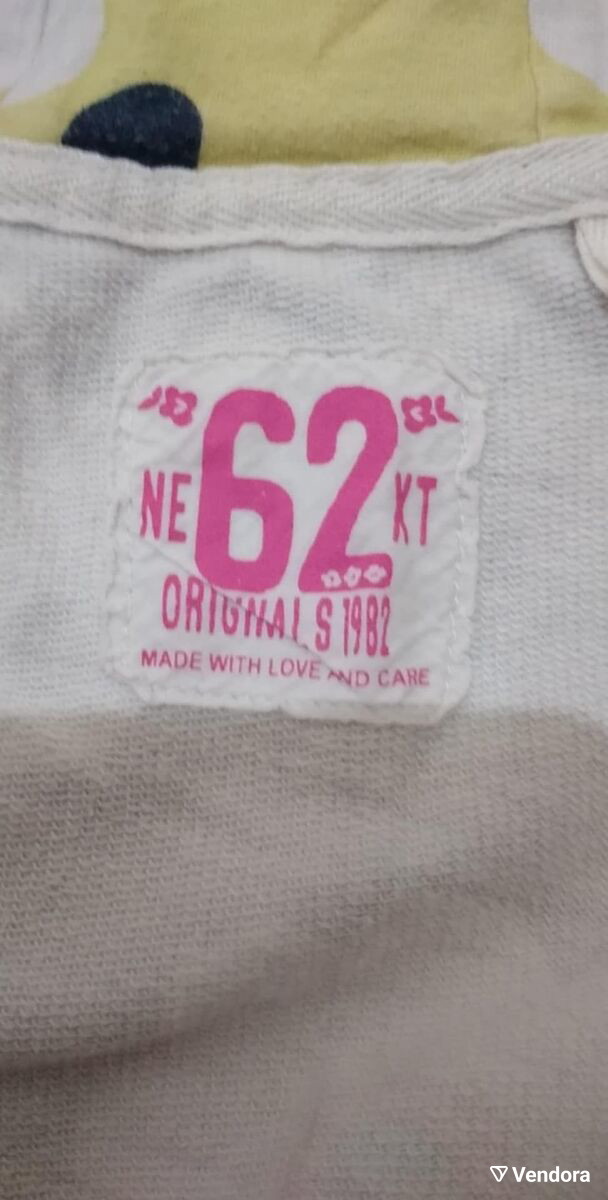 62
NE XT
ORIGINALS 1982
MADE WITH LOVE AND CARE
Vendora